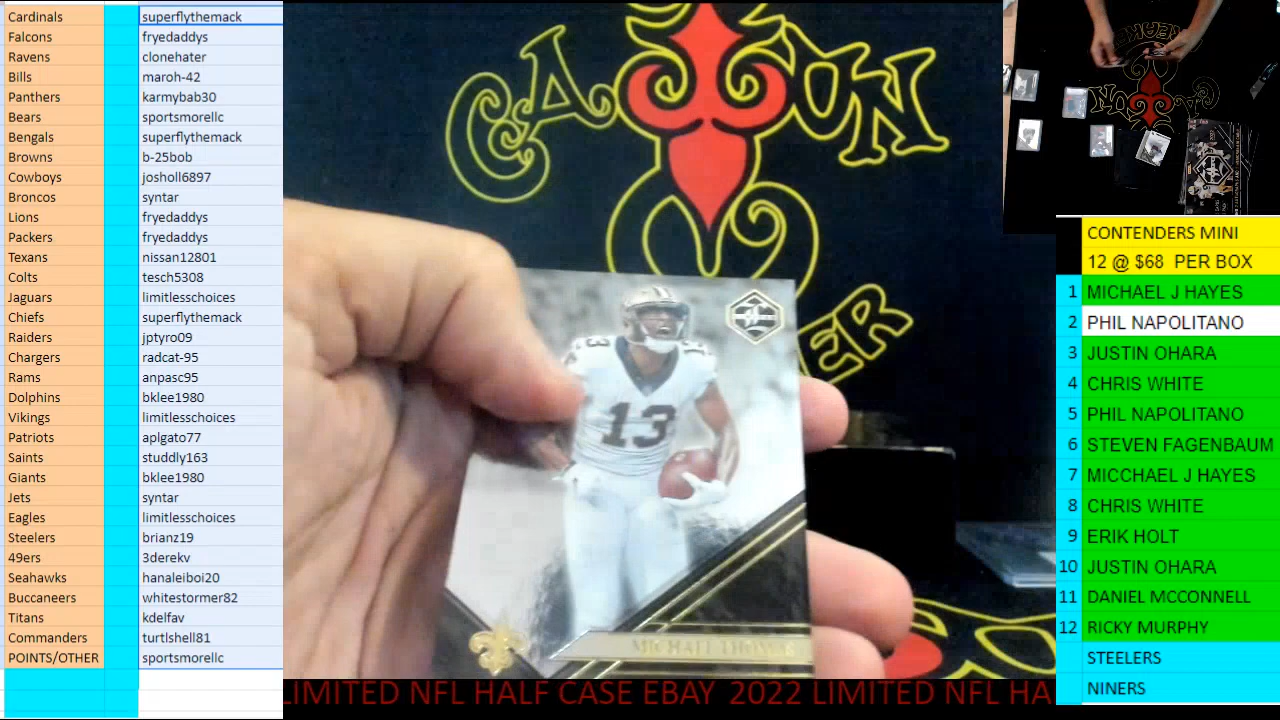 Cardinals superflythemack
Falcons fryedaddys
Ravens clonehater
Bills maroh-42
Panthers karmybab30
Bears sportsmorellc
Bengals superflythemack
Browns b-25bob
Cowboys josholl6897
Broncos syntar
Lions fryedaddys
Packers fryedaddys
Texans nissan12801
Colts tesch5308
Jaguars limitlesschoices
Chiefs superflythemack
Raiders jptyro09
Chargers radcat-95
Rams anpasc95
Dolphins bklee1980
Vikings limitlesschoices
Patriots aplgato77
Saints studdly163
Giants bklee1980
Jets syntar
Eagles limitlesschoices
Steelers brianz19
49ers 3derekv
Seahawks hanaleiboi20
Buccaneers whitestormer82
Titans kdelfav
Commanders turtlshell81
POINTS/OTHER sportsmorellc
13
MICHAEL THOMAS
CONTENDERS MINI
12 @ $68 PER BOX
1 MICHAEL J HAYES
2 PHIL NAPOLITANO
3 JUSTIN OHARA
4 CHRIS WHITE
5 PHIL NAPOLITANO
6 STEVEN FAGENBAUM
7 MICCHAEL J HAYES
8 CHRIS WHITE
9 ERIK HOLT
10 JUSTIN OHARA
11 DANIEL MCCONNELL
12 RICKY MURPHY
STEELERS
NINERS
LIMITED NFL HALF CASE EBAY 2022 LIMITED NFL HA